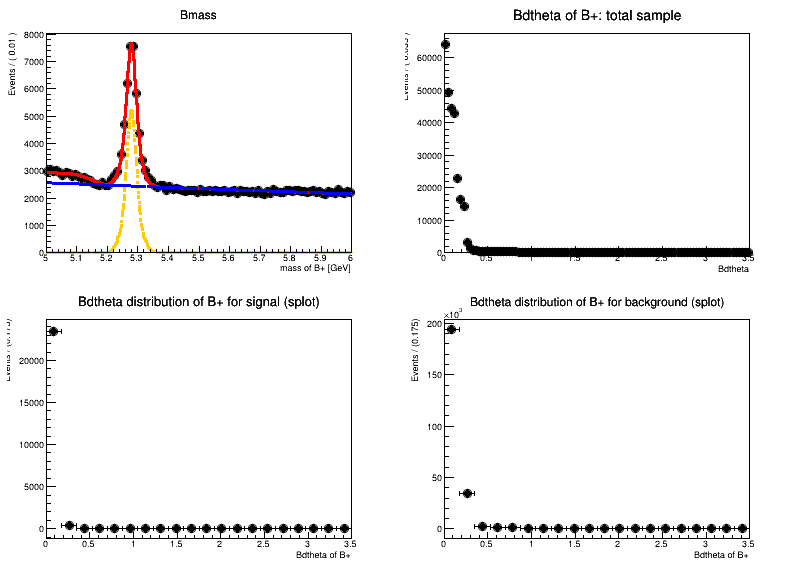 Bmass
Events / ( 0.01 )
8000
7000
6000
5000
4000
3000
2000
1000
0
5 5.1 5.2 5.3 5.4 5.5 5.6 5.7 5.8 5.9 6
mass of B+ [GeV]
Bdtheta of B+: total sample
Events / (
60000
50000
40000
30000
20000
10000
0
0 0.5 1 1.5 2 2.5 3 3.5
Bdtheta
Bdtheta distribution of B+ for signal (splot)
Events / (0.175)
20000
15000
10000
5000
0
0 0.5 1 1.5 2 2.5 3 3.5
Bdtheta of B+
Bdtheta distribution of B+ for background (splot)
×10³
Events / (0.175)
200
150
100
50
0
0 0.5 1 1.5 2 2.5 3 3.5
Bdtheta of B+